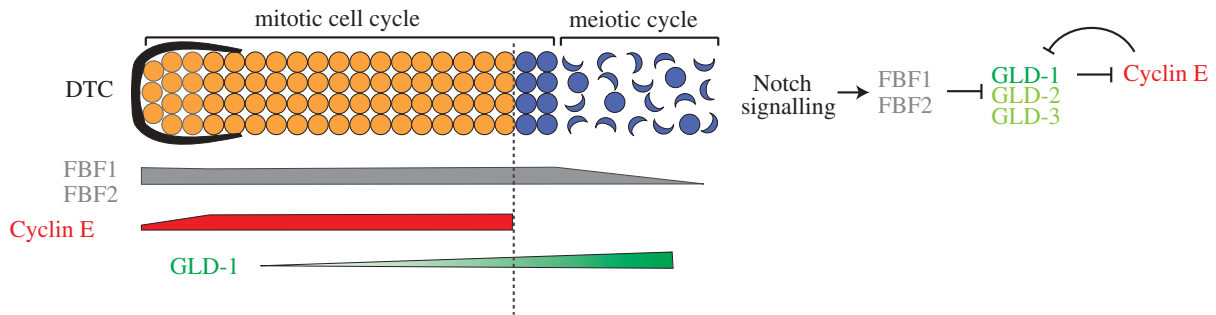 mitotic cell cycle
meiotic cycle
DTC
FBF1
FBF2
Cyclin E
GLD-1
Notch
signalling
FBF1
FBF2
GLD-1
GLD-2
GLD-3
Cyclin E